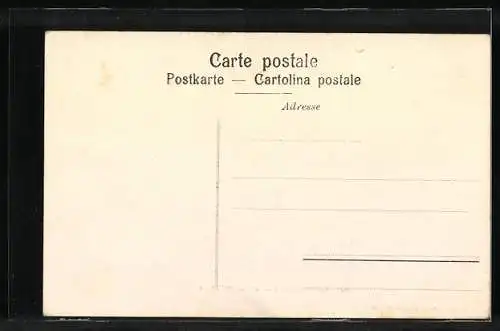 Carte postale
Postkarte — Cartolina postale
Adresse